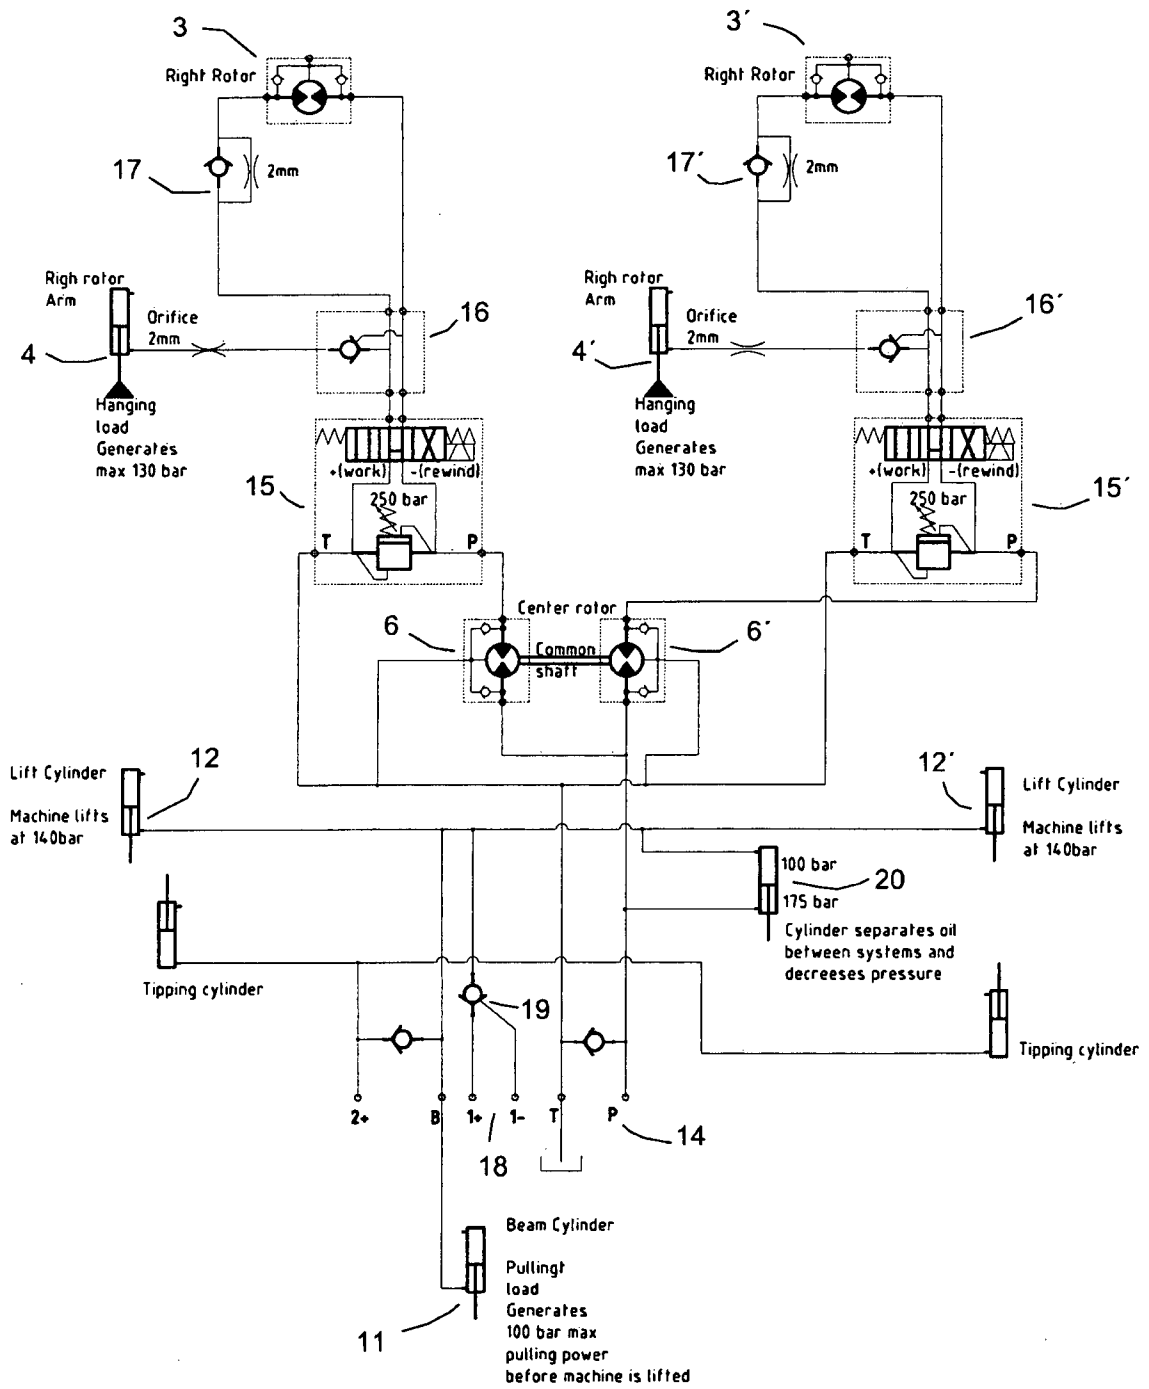 3
3´
Right Rotor
Right Rotor
17
2mm
17´
2mm
Righ rotor
Arm
Righ rotor
Arm
Orifice
2mm
16
Orifice
2mm
16´
4
4´
Hanging
load
Generates
max 130 bar
Hanging
load
Generates
max 130 bar
+(work)
-(rewind)
+(work)
-(rewind)
15
250 bar
250 bar
15´
T
P
T
P
Center rotor
6
6´
Common
shaft
12
12´
Lift Cylinder
Machine lifts
at 140bar
Lift Cylinder
Machine lifts
at 140bar
100 bar
20
175 bar
Cylinder separates oil
between systems and
decreeses pressure
Tipping cylinder
19
Tipping cylinder
2+
B
1+
1-
T
P
14
18
Beam Cylinder
Pullingt
load
Generates
100 bar max
pulling power
before machine is lifted
11